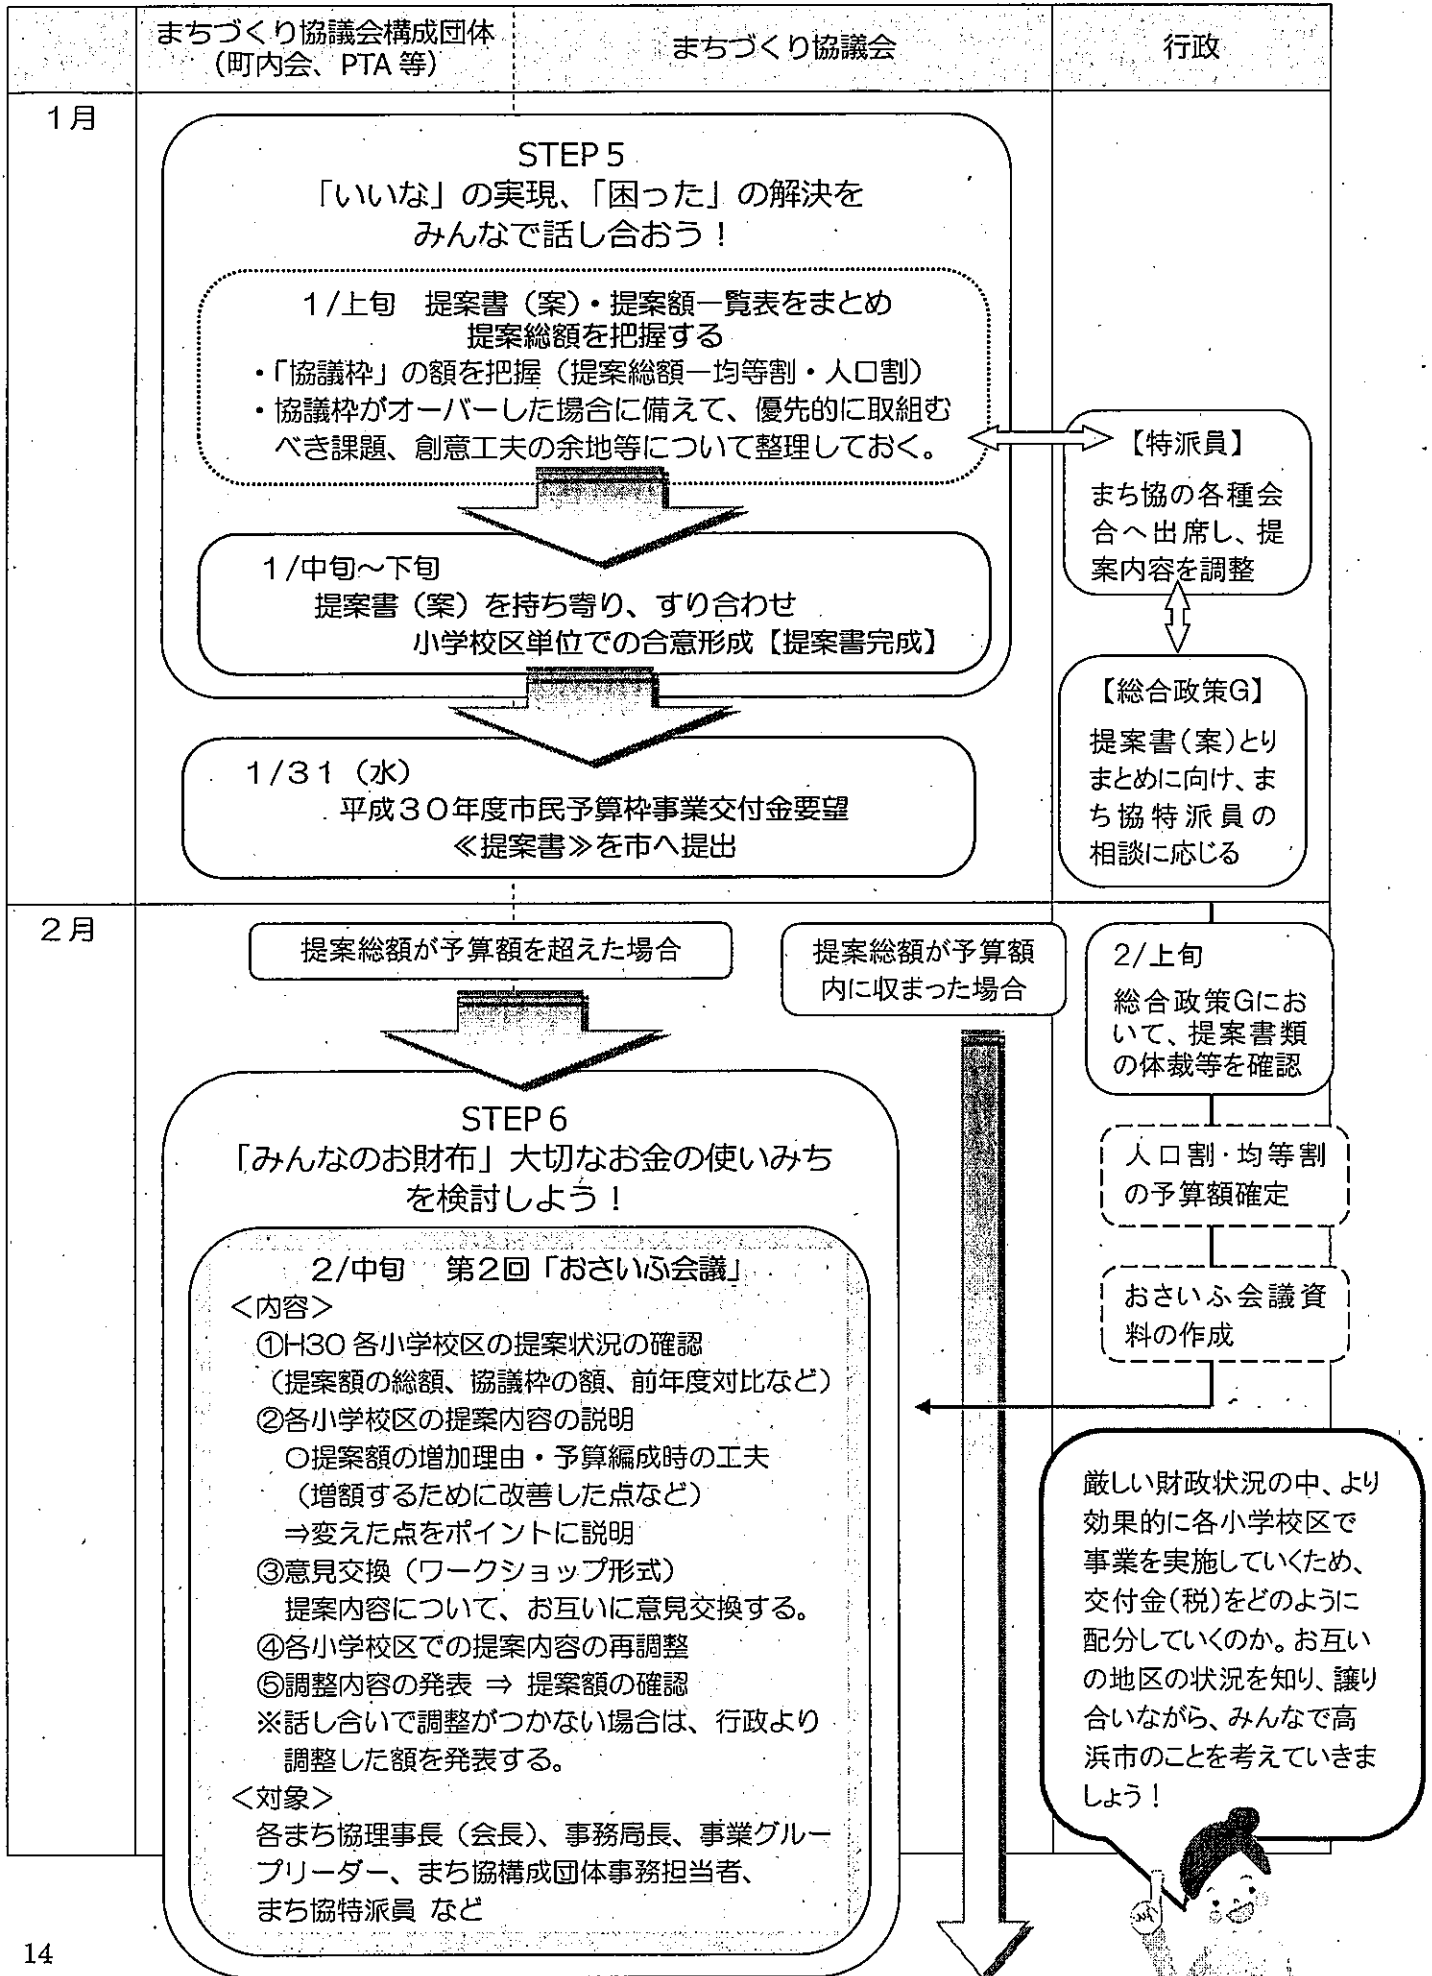 まちづくり協議会構成団体
（町内会、PTA 等）
まちづくり協議会
行政
1月
STEP５
「いいな」の実現、「困った」の解決を
みんなで話し合おう！
1/上旬　提案書（案）・提案額一覧表をまとめ
提案総額を把握する
・「協議枠」の額を把握（提案総額－均等割・人口割）
・協議枠がオーバーした場合に備えて、優先的に取組む
べき課題、創意工夫の余地等について整理しておく。
【特派員】
まち協の各種会
合へ出席し、提
案内容を調整
1/中旬～下旬
提案書（案）を持ち寄り、すり合わせ
小学校区単位での合意形成【提案書完成】
【総合政策G】
提案書（案）とり
まとめに向け、ま
ち協特派員の
相談に応じる
1/31（水）
平成３０年度市民予算枠事業交付金要望
≪提案書≫を市へ提出
2月
提案総額が予算額を超えた場合
提案総額が予算額
内に収まった場合
2/上旬
総合政策Gにお
いて、提案書類
の体裁等を確認
人口割・均等割
の予算額確定
おさいふ会議資
料の作成
STEP６
「みんなのお財布」大切なお金の使いみち
を検討しよう！
2/中旬　第2回「おさいふ会議」
＜内容＞
①H30 各小学校区の提案状況の確認
（提案額の総額、協議枠の額、前年度対比など）
②各小学校区の提案内容の説明
○提案額の増加理由・予算編成時の工夫
（増額するために改善した点など）
⇒変えた点をポイントに説明
③意見交換（ワークショップ形式）
提案内容について、お互いに意見交換する。
④各小学校区での提案内容の再調整
⑤調整内容の発表 ⇒ 提案額の確認
※話し合いで調整がつかない場合は、行政より
調整した額を発表する。
＜対象＞
各まち協理事長（会長）、事務局長、事業グルー
プリーダー、まち協構成団体事務担当者、
まち協特派員 など
厳しい財政状況の中、より
効果的に各小学校区で
事業を実施していくため、
交付金（税）をどのように
配分していくのか。お互い
の地区の状況を知り、譲り
合いながら、みんなで高
浜市のことを考えていきま
しょう！
14